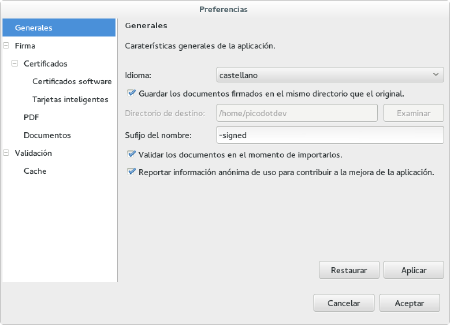 Preferencias
Generales
Firma
Certificados
Certificados software
Tarjetas inteligentes
PDF
Documentos
Validación
Cache
Generales
Caraterísticas generales de la aplicación.
Idioma: castellano
Guardar los documentos firmados en el mismo directorio que el original.
Directorio de destino: /home/picodotdev Examinar
Sufijo del nombre: -signed
Validar los documentos en el momento de importarlos.
Reportar información anónima de uso para contribuir a la mejora de la aplicación.
Restaurar Aplicar
Cancelar Aceptar